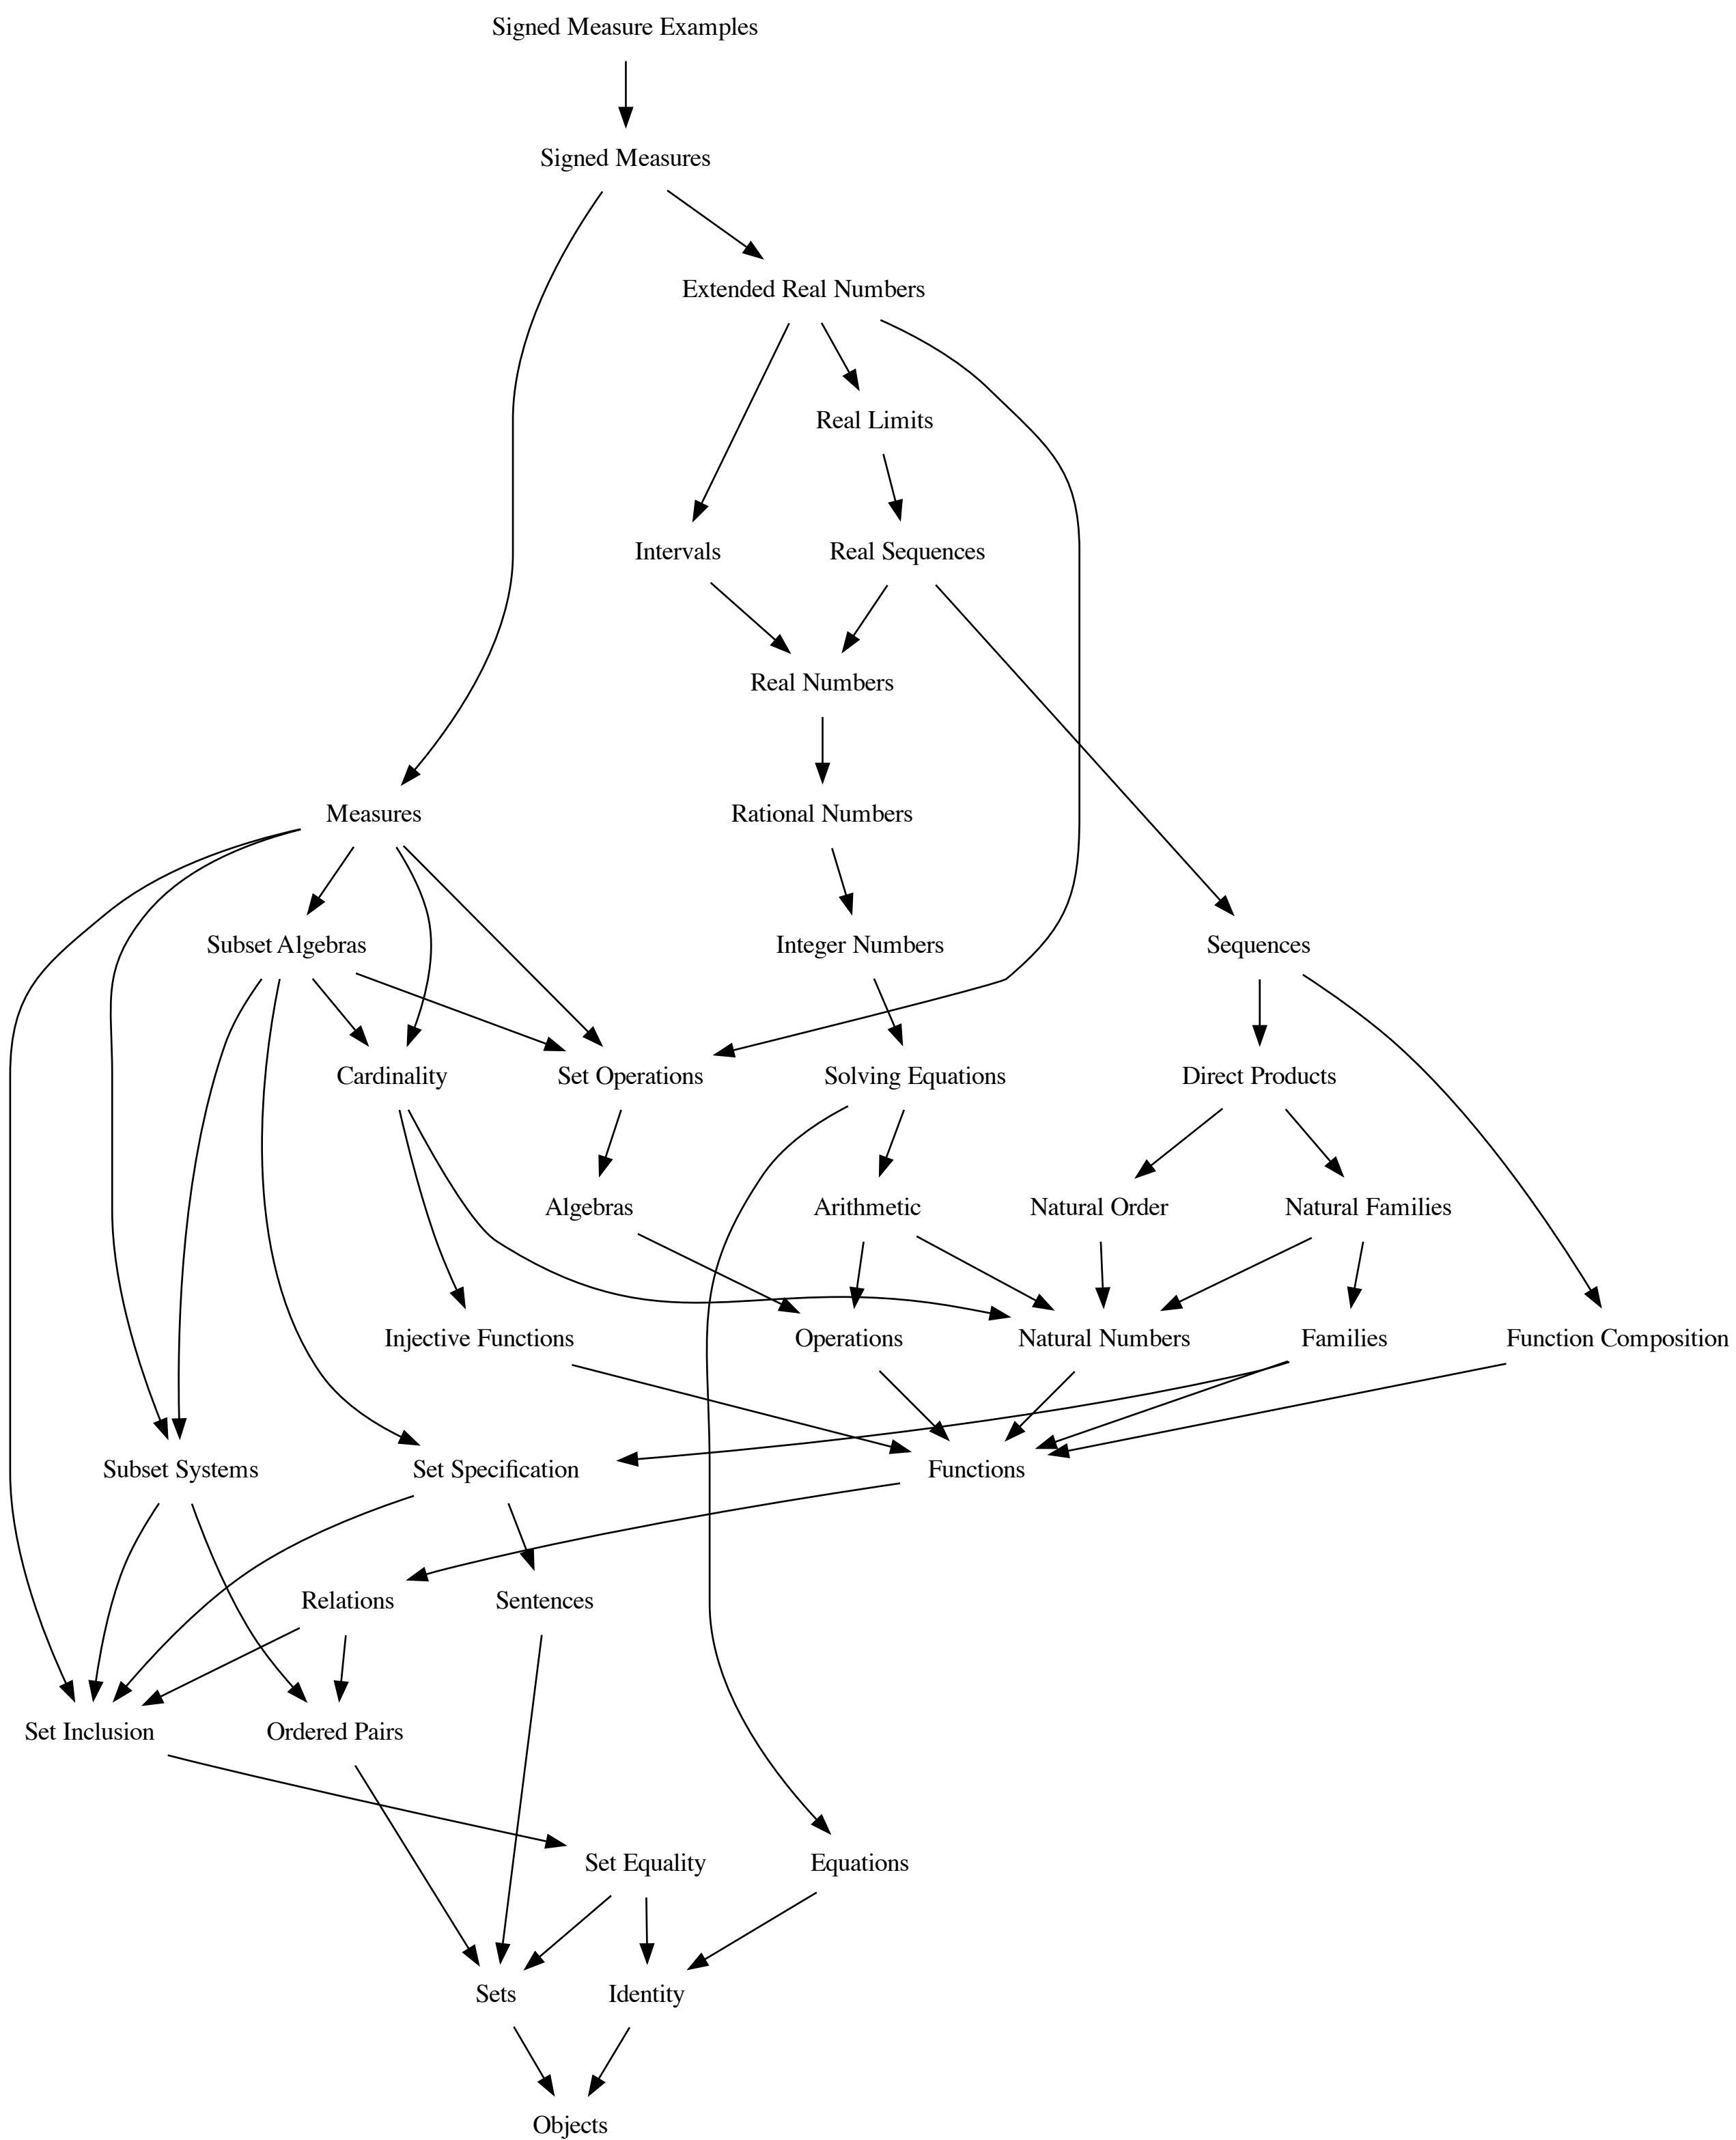 Signed Measure Examples
Signed Measures
Extended Real Numbers
Real Limits
Intervals
Real Sequences
Real Numbers
Measures
Rational Numbers
Subset Algebras
Integer Numbers
Sequences
Cardinality
Set Operations
Solving Equations
Direct Products
Algebras
Arithmetic
Natural Order
Natural Families
Injective Functions
Operations
Natural Numbers
Families
Function Composition
Subset Systems
Set Specification
Functions
Relations
Sentences
Set Inclusion
Ordered Pairs
Set Equality
Equations
Sets
Identity
Objects